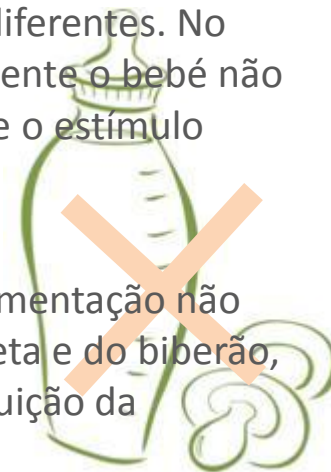 diferentes. No
ente o bebé não
e o estímulo
mentação não
eta e do biberão,
uição da